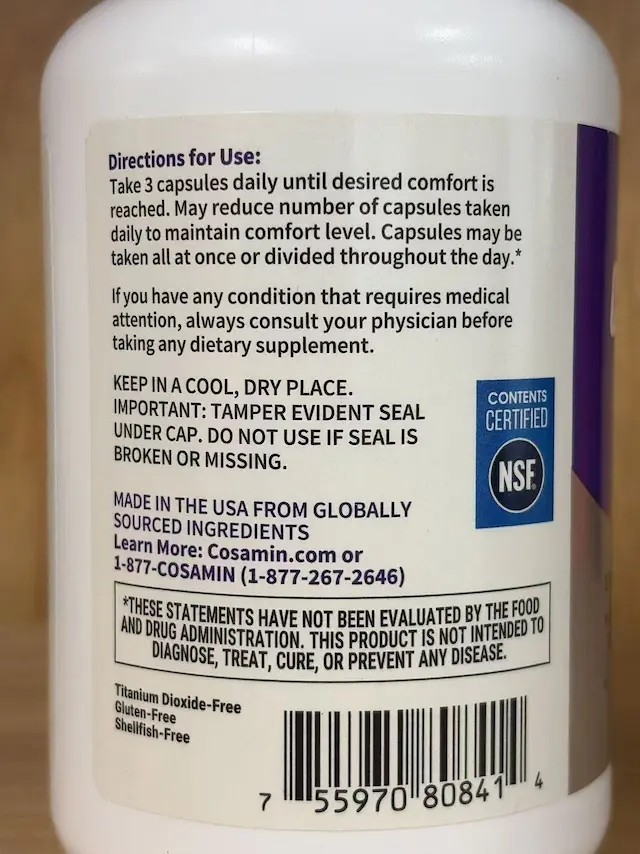 Directions for Use:
Take 3 capsules daily until desired comfort is
reached. May reduce number of capsules taken
daily to maintain comfort level. Capsules may be
taken all at once or divided throughout the day.*
If you have any condition that requires medical
attention, always consult your physician before
taking any dietary supplement.
KEEP IN A COOL, DRY PLACE.
IMPORTANT: TAMPER EVIDENT SEAL
UNDER CAP. DO NOT USE IF SEAL IS
BROKEN OR MISSING.
CONTENTS
CERTIFIED
NSF®
MADE IN THE USA FROM GLOBALLY
SOURCED INGREDIENTS
Learn More: Cosamin.com or
1-877-COSAMIN (1-877-267-2646)
*THESE STATEMENTS HAVE NOT BEEN EVALUATED BY THE FOOD
AND DRUG ADMINISTRATION. THIS PRODUCT IS NOT INTENDED TO
DIAGNOSE, TREAT, CURE, OR PREVENT ANY DISEASE.
Titanium Dioxide-Free
Gluten-Free
Shellfish-Free
7 55970 80841 4